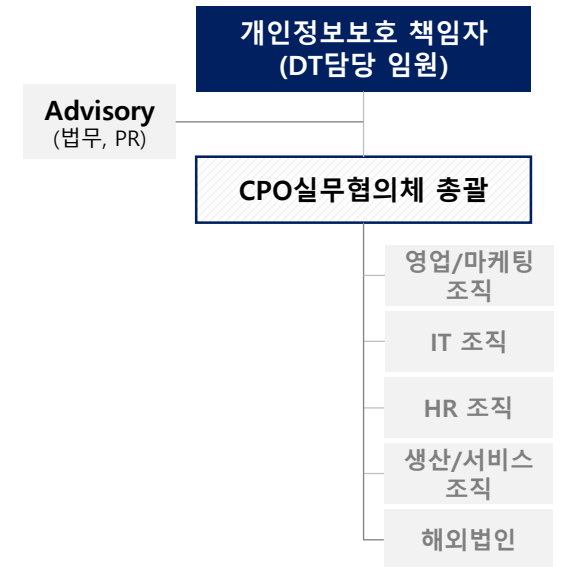 개인정보보호 책임자
(DT담당 임원)
Advisory
(법무, PR)
CPO실무협의체 총괄
영업/마케팅
조직
IT 조직
HR 조직
생산/서비스
조직
해외법인